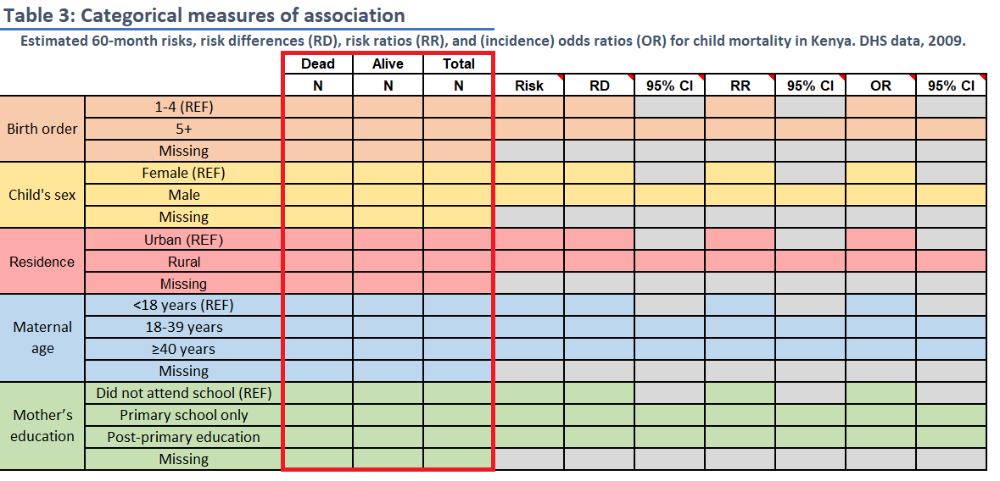 Table 3: Categorical measures of association
Estimated 60-month risks, risk differences (RD), risk ratios (RR), and (incidence) odds ratios (OR) for child mortality in Kenya. DHS data, 2009.
Dead Alive Total
N N N Risk RD 95% CI RR 95% CI OR 95% CI
Birth order
1-4 (REF)
5+
Missing
Child's sex
Female (REF)
Male
Missing
Residence
Urban (REF)
Rural
Missing
Maternal
age
<18 years (REF)
18-39 years
≥40 years
Missing
Mother’s
education
Did not attend school (REF)
Primary school only
Post-primary education
Missing